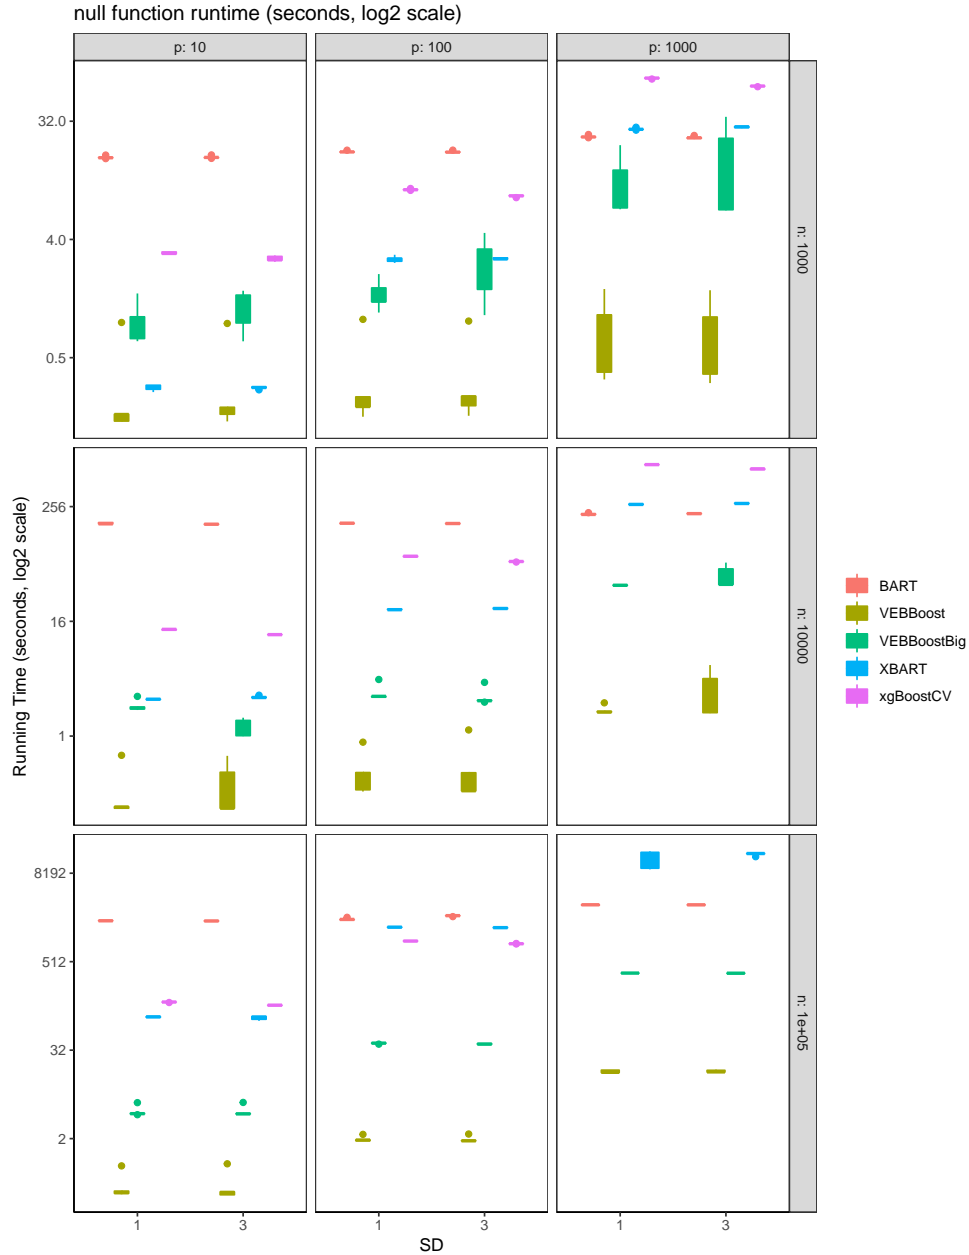 null function runtime (seconds, log2 scale)
p: 10
p: 100
p: 1000
32.0
4.0
0.5
n: 1000
256
16
1
n: 10000
8192
512
32
2
n: 1e+05
Running Time (seconds, log2 scale)
1
3
1
3
1
3
SD
BART
VEBBoost
VEBBoostBig
XBART
xgBoostCV